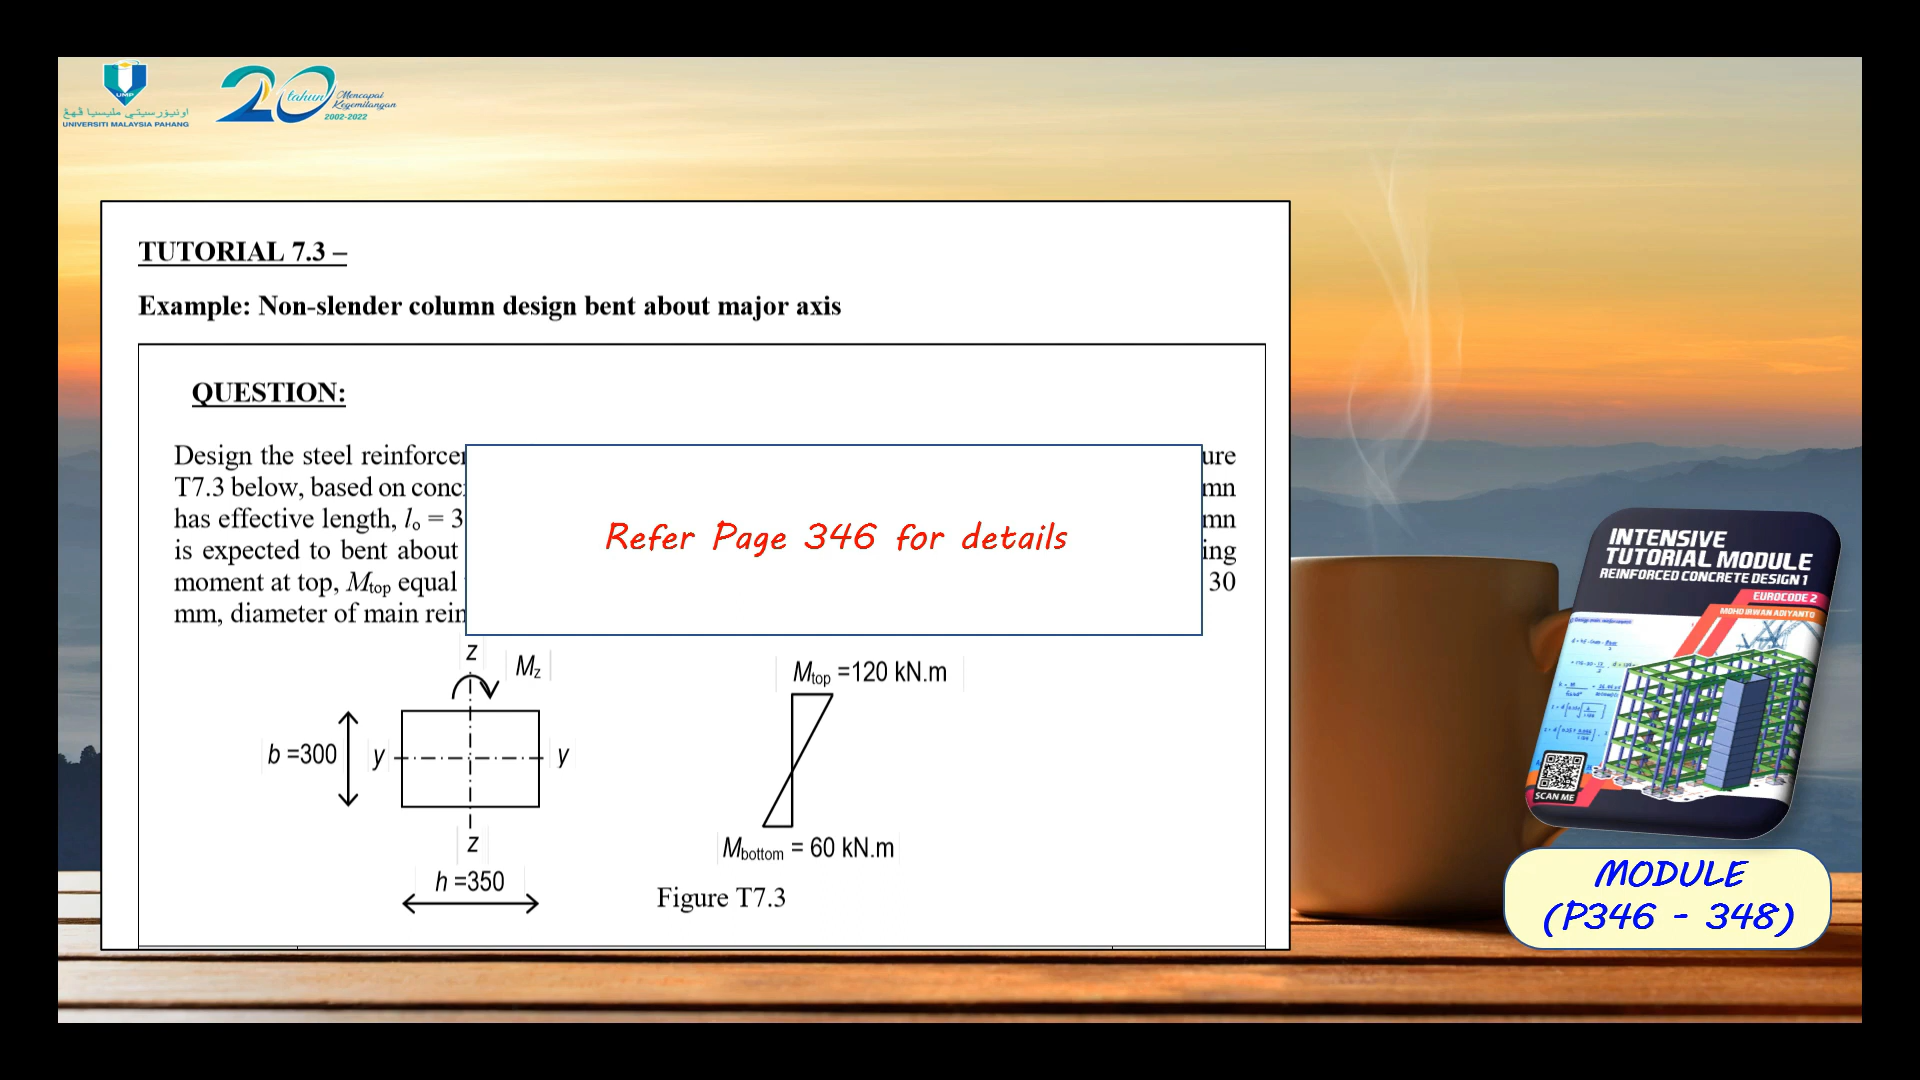 اونيۏرسيتي مليسيا ڤهڠ
UMP
UNIVERSITI MALAYSIA PAHANG
20 tahun Mencapai
Kegemilangan
2002-2022
TUTORIAL 7.3 –
Example: Non-slender column design bent about major axis
QUESTION:
Design the steel reinforcer ure
T7.3 below, based on conc mn
has effective length, lo = 3 mn
is expected to bent about ing
moment at top, Mtop equal 30
mm, diameter of main rein
Refer Page 346 for details
z
Mz
b =300
y
y
z
h =350
Mtop =120 kN.m
Mbottom = 60 kN.m
Figure T7.3
INTENSIVE
TUTORIAL MODULE
REINFORCED CONCRETE DESIGN 1
EUROCODE 2
MOHD IRWAN ADIYANTO
SCAN ME
MODULE
(P346 - 348)